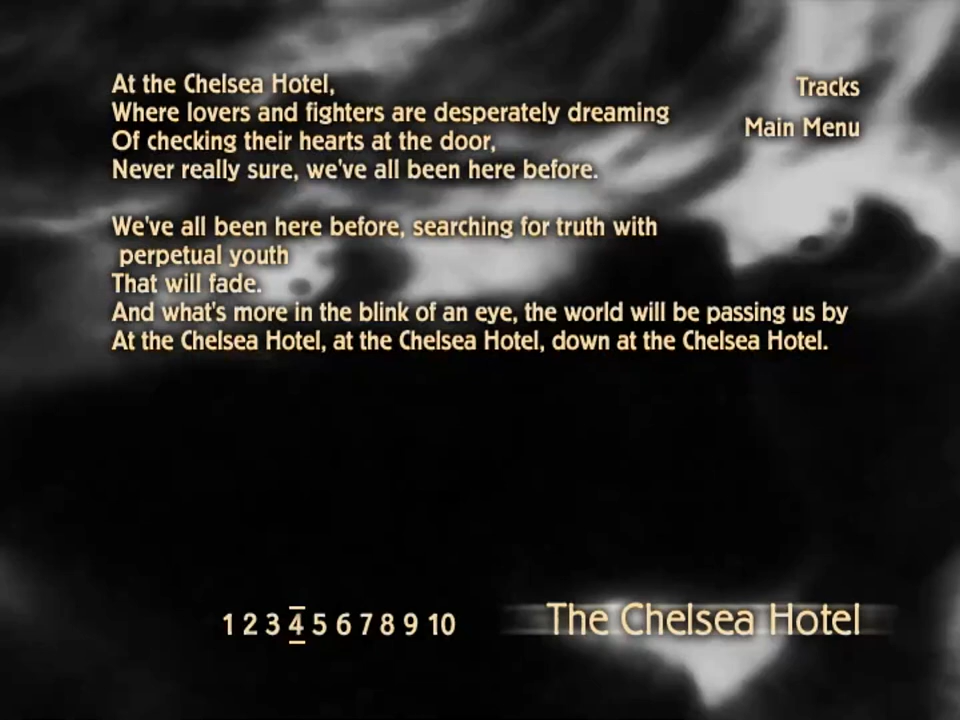 At the Chelsea Hotel,
Where lovers and fighters are desperately dreaming
Of checking their hearts at the door,
Never really sure, we've all been here before.
We've all been here before, searching for truth with
perpetual youth
That will fade.
And what's more in the blink of an eye, the world will be passing us by
At the Chelsea Hotel, at the Chelsea Hotel, down at the Chelsea Hotel.
Tracks
Main Menu
1 2 3 4 5 6 7 8 9 10
The Chelsea Hotel